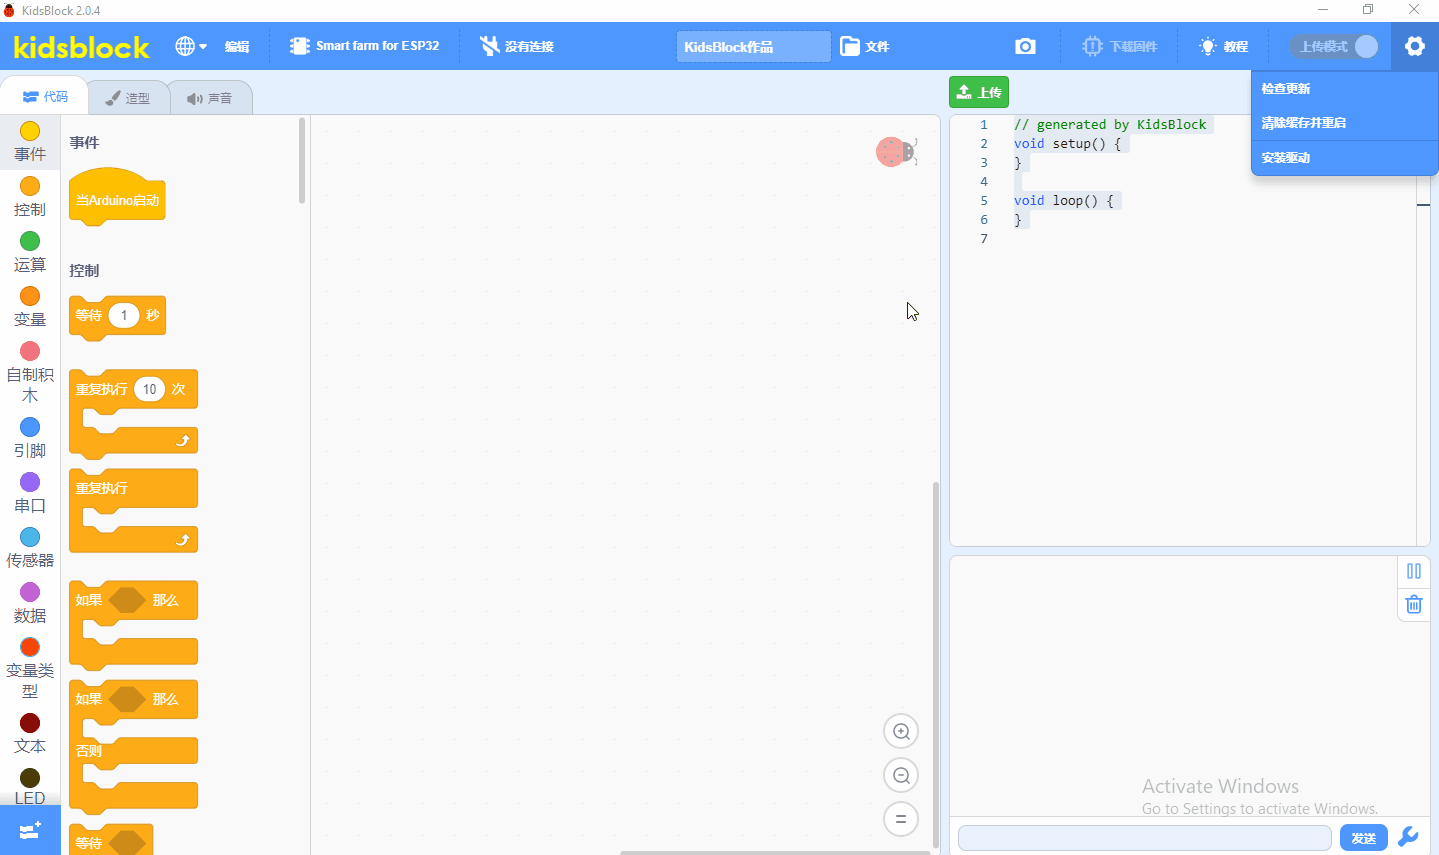 KidsBlock 2.0.4
kidsblock
编辑
Smart farm for ESP32
没有连接
KidsBlock作品
文件
下载固件
教程
上传模式
代码
造型
声音
上传
检查更新
清除缓存并重启
安装驱动
事件
控制
运算
变量
自制积
木
引脚
串口
传感器
数据
变量类
型
文本
LED
事件
当Arduino启动
控制
等待 1 秒
重复执行 10 次
重复执行
如果 那么
如果 那么
否则
等待
1 // generated by KidsBlock
2 void setup() {
3 }
4
5 void loop() {
6 }
7
Activate Windows
Go to Settings to activate Windows.
发送